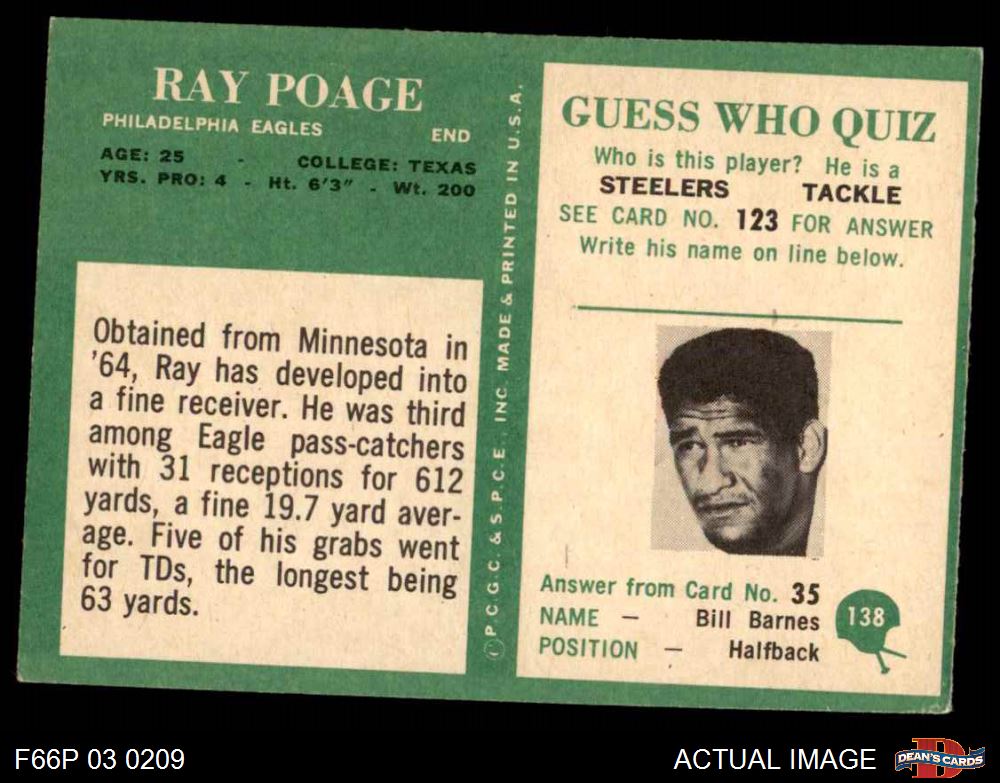 RAY POAGE
PHILADELPHIA EAGLES END
AGE: 25 - COLLEGE: TEXAS
YRS. PRO: 4 - Ht. 6'3" - Wt. 200
Obtained from Minnesota in
'64, Ray has developed into
a fine receiver. He was third
among Eagle pass-catchers
with 31 receptions for 612
yards, a fine 19.7 yard aver-
age. Five of his grabs went
for TDs, the longest being
63 yards.
©P.C.G.C. & S.P.C.E., INC. MADE & PRINTED IN U.S.A.
GUESS WHO QUIZ
Who is this player? He is a
STEELERS TACKLE
SEE CARD NO. 123 FOR ANSWER
Write his name on line below.
Answer from Card No. 35
NAME — Bill Barnes
POSITION — Halfback
138
F66P 03 0209
ACTUAL IMAGE
D
DEAN'S CARDS